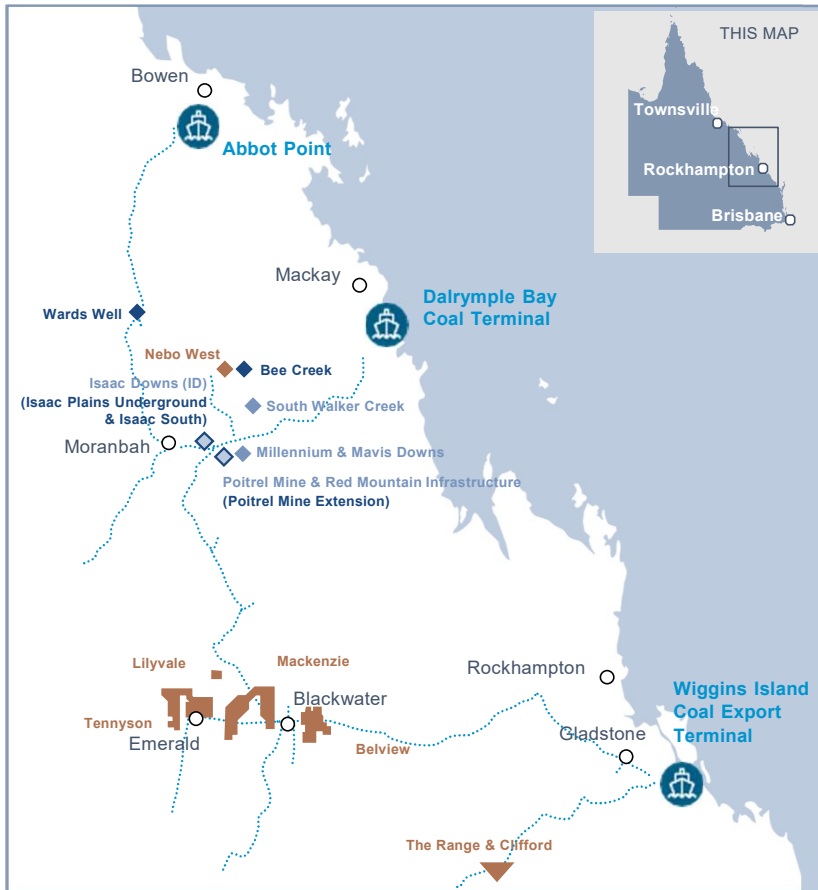 THIS MAP
Bowen
Townsville
Abbot Point
Rockhampton
Brisbane
Mackay
Dalrymple Bay
Coal Terminal
Wards Well
Nebo West
Bee Creek
Isaac Downs (ID)
(Isaac Plains Underground
& Isaac South)
South Walker Creek
Moranbah
Millennium & Mavis Downs
Poitrel Mine & Red Mountain Infrastructure
(Poitrel Mine Extension)
Lilyvale
Mackenzie
Rockhampton
Wiggins Island
Coal Export
Terminal
Blackwater
Tennyson
Emerald
Belview
Gladstone
The Range & Clifford